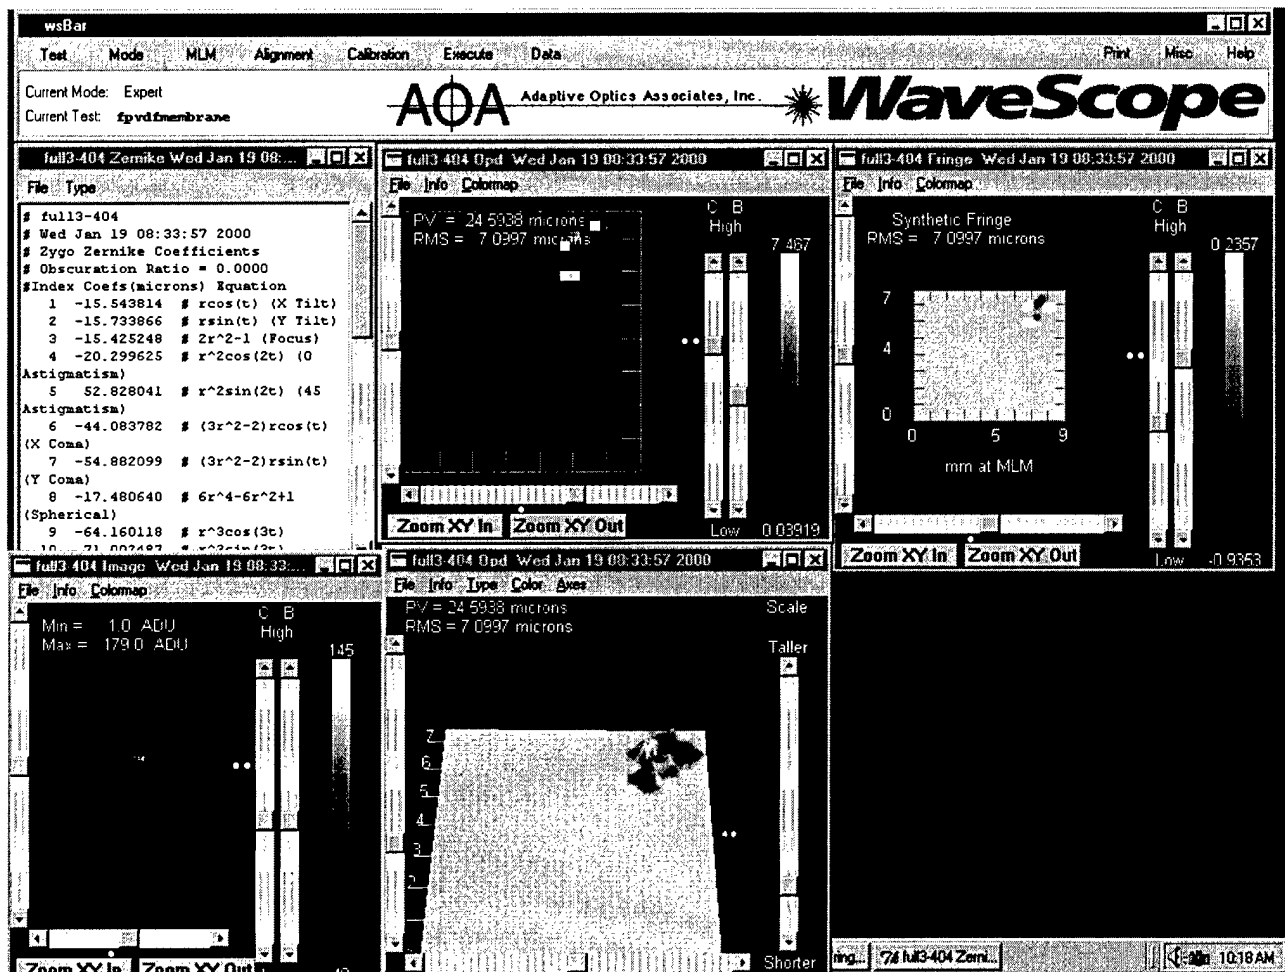 wsBar
Test Mode MLM Alignment Calibration Execute Data Print Misc Help
Current Mode: Expert
Current Test: fpvdfmembrane
AOA Adaptive Optics Associates, Inc. WaveScope
full3-404 Zernike Wed Jan 19 08:...
File Type
# full3-404
# Wed Jan 19 08:33:57 2000
# Zygo Zernike Coefficients
# Obscuration Ratio = 0.0000
#Index Coefs(microns) Equation
1 -15.543814 # rcos(t) (X Tilt)
2 -15.733866 # rsin(t) (Y Tilt)
3 -15.425248 # 2r^2-1 (Focus)
4 -20.299625 # r^2cos(2t) (0
Astigmatism)
5 52.828041 # r^2sin(2t) (45
Astigmatism)
6 -44.083782 # (3r^2-2)rcos(t)
(X Coma)
7 -54.882099 # (3r^2-2)rsin(t)
(Y Coma)
8 -17.480640 # 6r^4-6r^2+1
(Spherical)
9 -64.160118 # r^3cos(3t)
10 -71.002487 # r^3sin(3t)
full3-404 Opd Wed Jan 19 08:33:57 2000
File Info Colormap
PV = 24.5938 microns
RMS = 7.0997 microns
C B
High
7.467
Zoom XY In Zoom XY Out
Low 0.03919
full3-404 Fringe Wed Jan 19 08:33:57 2000
File Info Colormap
Synthetic Fringe
RMS = 7.0997 microns
C B
High
0.2357
7
4
0
0 5 9
mm at MLM
Zoom XY In Zoom XY Out
Low -0.9353
full3-404 Image Wed Jan 19 08:33:...
File Info Colormap
Min = 1.0 ADU
Max = 179.0 ADU
C B
High
145
Zoom XY In Zoom XY Out
full3-404 Opd Wed Jan 19 08:33:57 2000
File Info Type Color Axes
PV = 24.5938 microns
RMS = 7.0997 microns
Scale
Taller
7
6
5
4
3
2
Shorter
ring... full3-404 Zerni... 10:18 AM